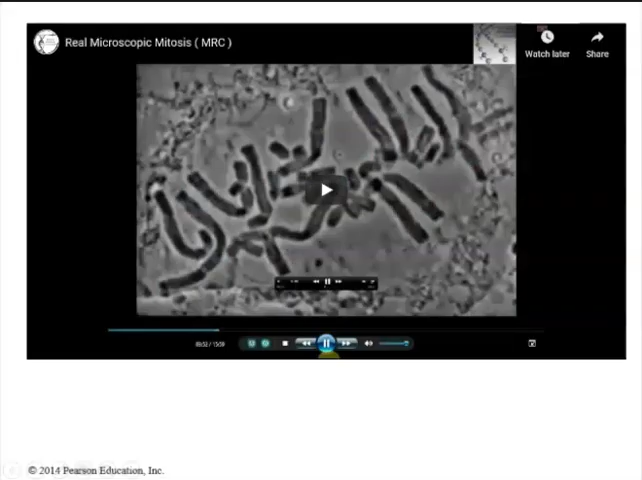 Real Microscopic Mitosis ( MRC )
Watch later
Share
© 2014 Pearson Education, Inc.